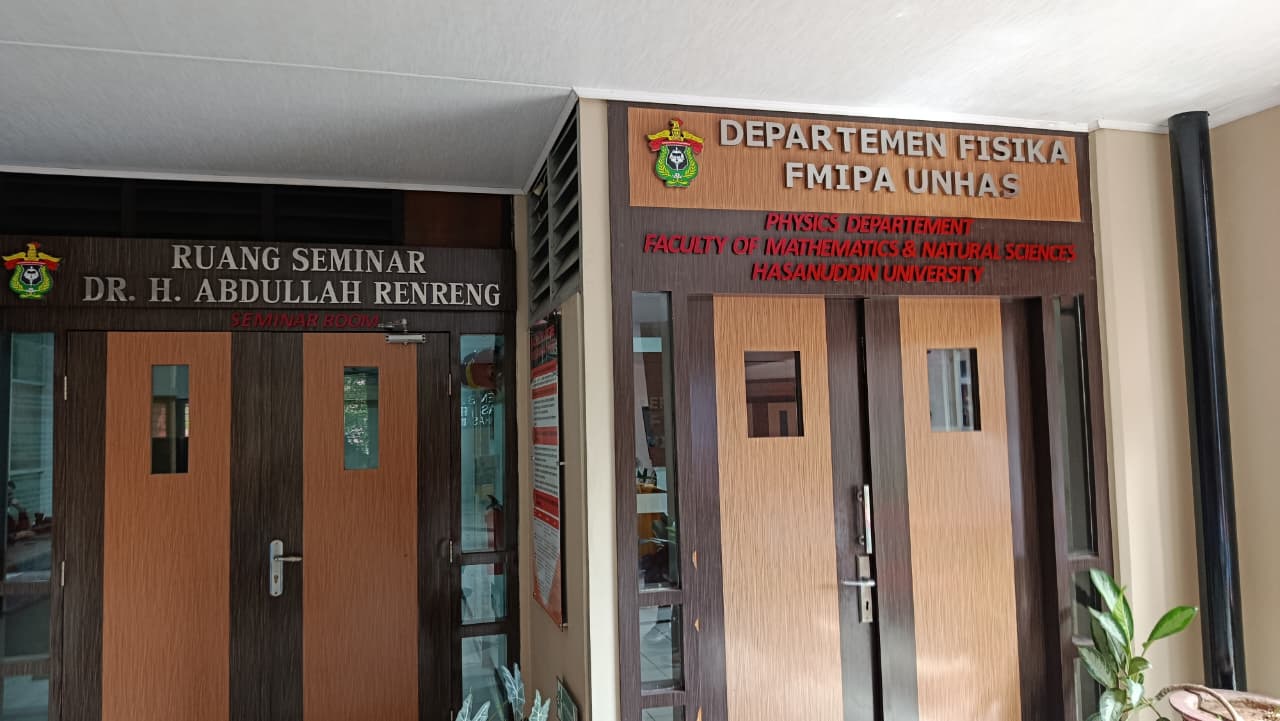 RUANG SEMINAR
DR. H. ABDULLAH RENRENG
SEMINAR ROOM
DEPARTEMEN FISIKA
FMIPA UNHAS
PHYSICS DEPARTEMENT
FACULTY OF MATHEMATICS & NATURAL SCIENCES
HASANUDDIN UNIVERSITY